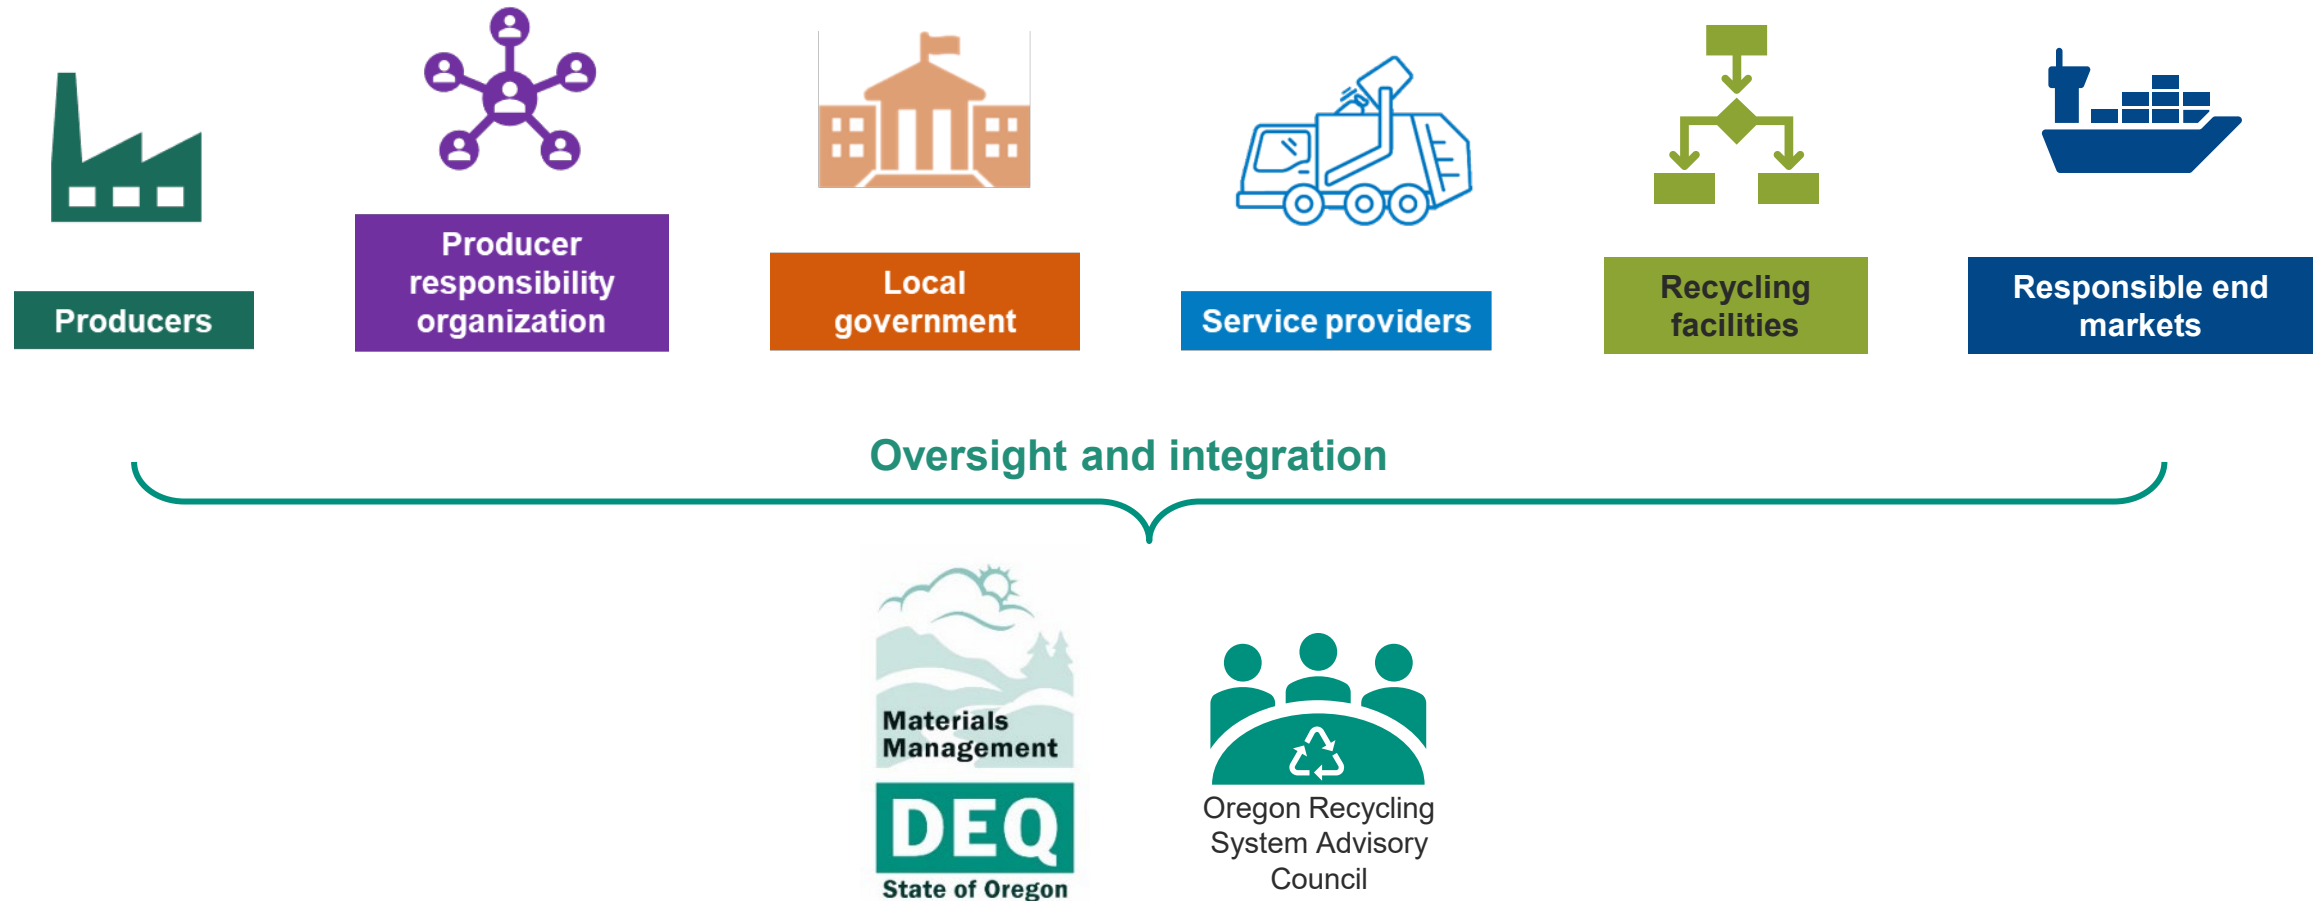 Producers
Producer
responsibility
organization
Local
government
Service providers
Recycling
facilities
Responsible end
markets
Oversight and integration
Materials
Management
DEQ
State of Oregon
Oregon Recycling
System Advisory
Council